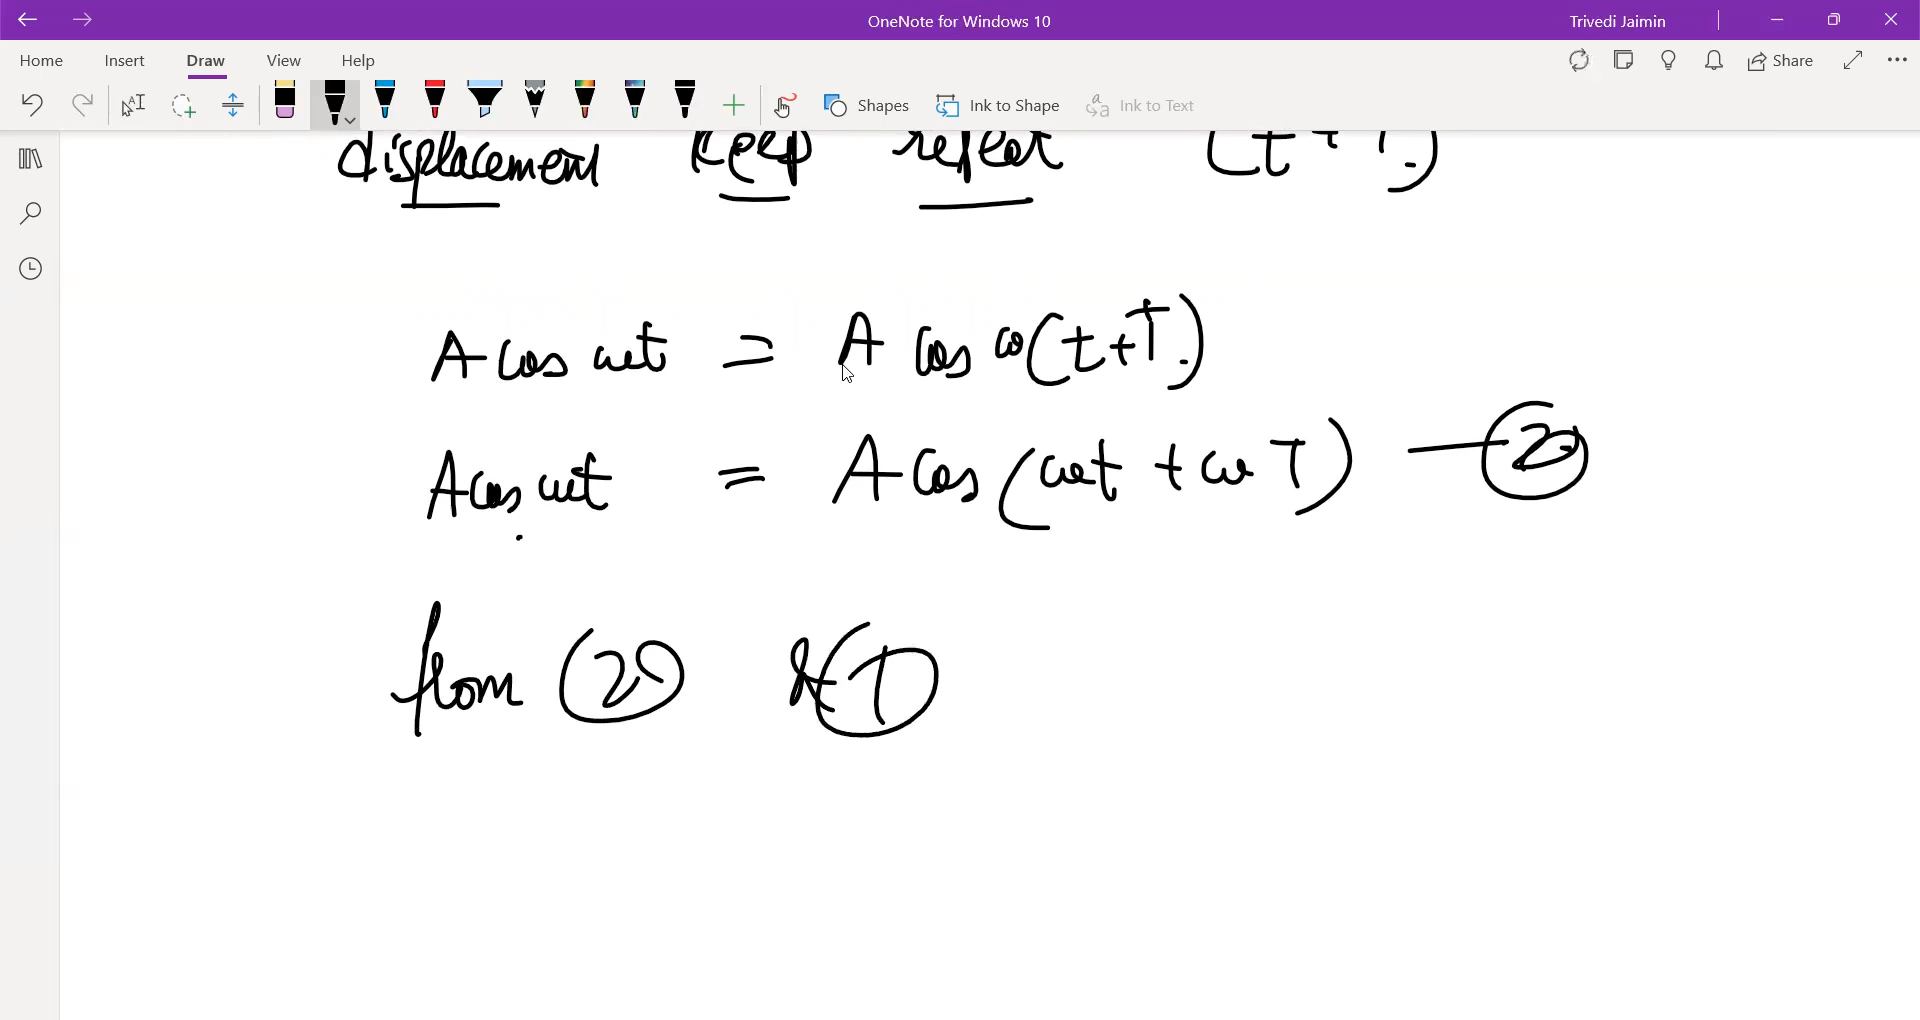 OneNote for Windows 10
Trivedi Jaimin
Home Insert Draw View Help
Share
Shapes Ink to Shape Ink to Text
displacement keep repeat (t + T)
A cos ωt = A cos ω(t+T)
A cos ωt = A cos (ωt + ωT) — 2
from 2 & 1